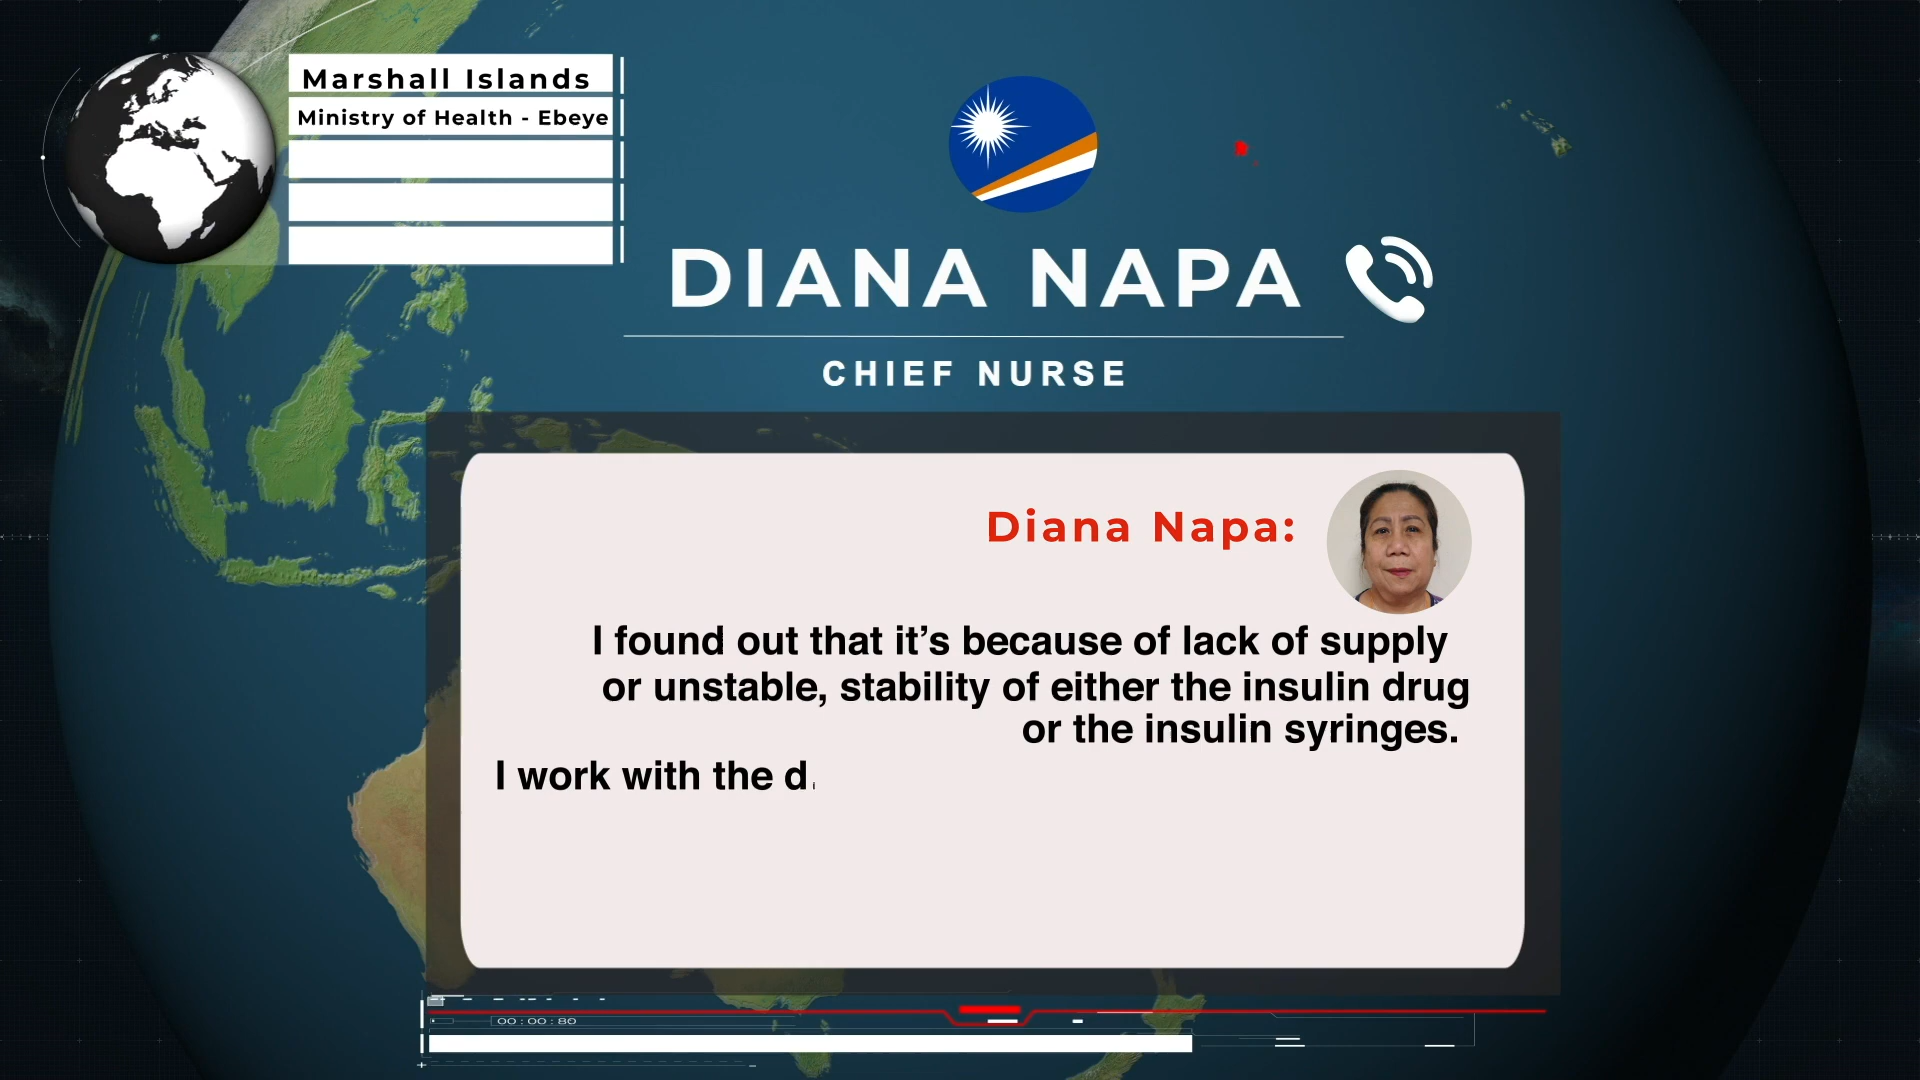 Marshall Islands
Ministry of Health - Ebeye
DIANA NAPA
CHIEF NURSE
Diana Napa:
I found out that it’s because of lack of supply
or unstable, stability of either the insulin drug
or the insulin syringes.
I work with the d
00:00:80